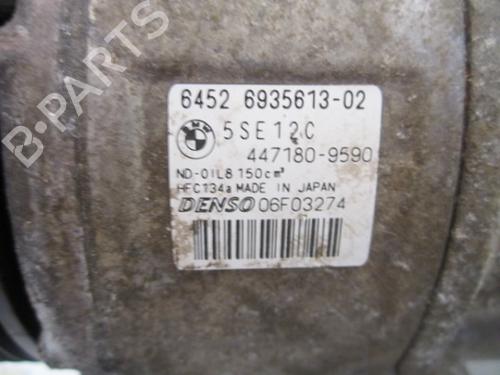 6452 6935613-02
5SE12C
447180-9590
ND-OIL8 150cm³
HFC134a MADE IN JAPAN
DENSO 06F03274
B-PARTS